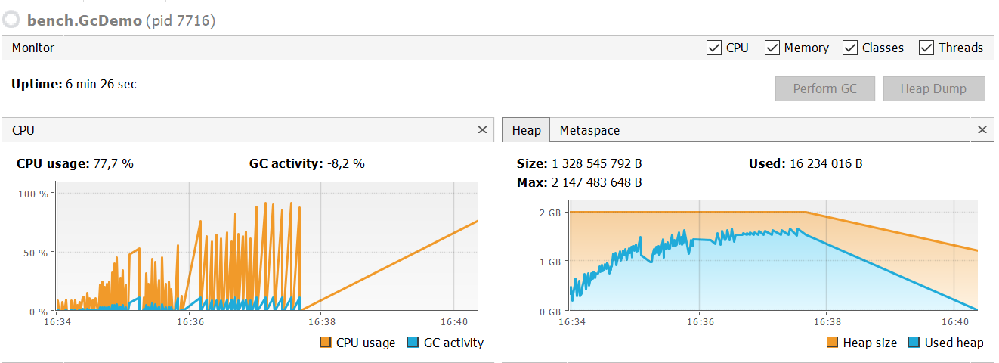 bench.GcDemo (pid 7716)
Monitor
CPU Memory Classes Threads
Uptime: 6 min 26 sec
Perform GC Heap Dump
CPU
CPU usage: 77,7 % GC activity: -8,2 %
100 %
50 %
0 %
16:34 16:36 16:38 16:40
CPU usage GC activity
Heap Metaspace
Size: 1 328 545 792 B Used: 16 234 016 B
Max: 2 147 483 648 B
2 GB
1 GB
0 GB
16:34 16:36 16:38 16:40
Heap size Used heap